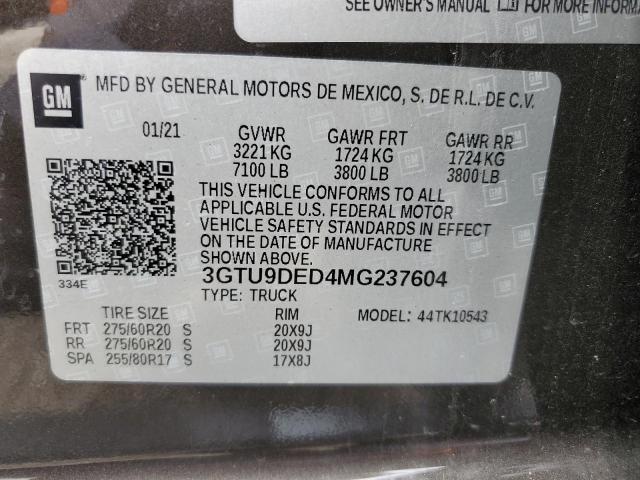 SEE OWNER'S MANUAL FOR MORE INFORMA
GM
MFD BY GENERAL MOTORS DE MEXICO, S. DE R.L. DE C.V.
01/21 GVWR GAWR FRT GAWR RR
3221 KG 1724 KG 1724 KG
7100 LB 3800 LB 3800 LB
THIS VEHICLE CONFORMS TO ALL
APPLICABLE U.S. FEDERAL MOTOR
VEHICLE SAFETY STANDARDS IN EFFECT
ON THE DATE OF MANUFACTURE
SHOWN ABOVE.
334E
3GTU9DED4MG237604
TYPE: TRUCK
TIRE SIZE RIM MODEL: 44TK10543
FRT 275/60R20 S 20X9J
RR 275/60R20 S 20X9J
SPA 255/80R17 S 17X8J